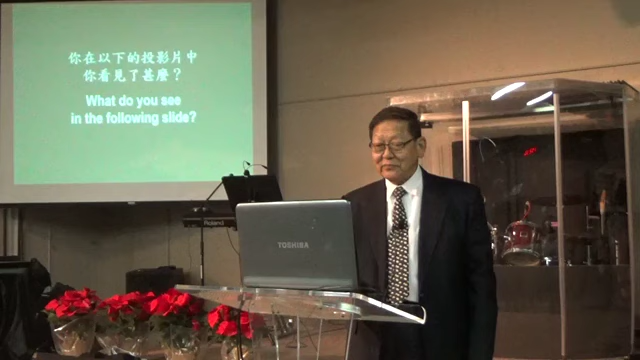 你在以下的投影片中
你看見了甚麼？
What do you see
in the following slide?
Roland
TOSHIBA